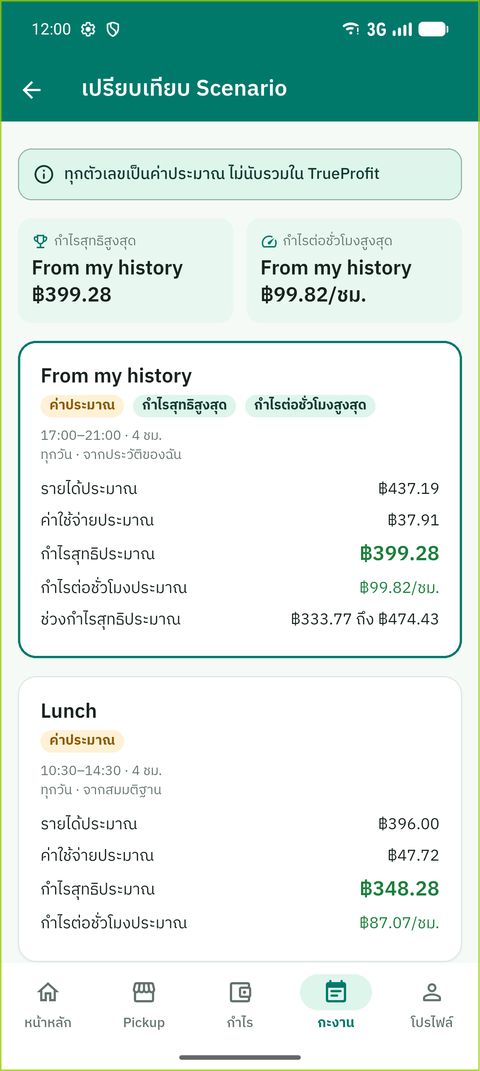 12:00
3G
เปรียบเทียบ Scenario
ทุกตัวเลขเป็นค่าประมาณ ไม่นับรวมใน TrueProfit
กำไรสุทธิสูงสุด
From my history
฿399.28
กำไรต่อชั่วโมงสูงสุด
From my history
฿99.82/ชม.
From my history
ค่าประมาณ กำไรสุทธิสูงสุด กำไรต่อชั่วโมงสูงสุด
17:00–21:00 · 4 ชม.
ทุกวัน · จากประวัติของฉัน
รายได้ประมาณ ฿437.19
ค่าใช้จ่ายประมาณ ฿37.91
กำไรสุทธิประมาณ ฿399.28
กำไรต่อชั่วโมงประมาณ ฿99.82/ชม.
ช่วงกำไรสุทธิประมาณ ฿333.77 ถึง ฿474.43
Lunch
ค่าประมาณ
10:30–14:30 · 4 ชม.
ทุกวัน · จากสมมติฐาน
รายได้ประมาณ ฿396.00
ค่าใช้จ่ายประมาณ ฿47.72
กำไรสุทธิประมาณ ฿348.28
กำไรต่อชั่วโมงประมาณ ฿87.07/ชม.
หน้าหลัก Pickup กำไร กะงาน โปรไฟล์